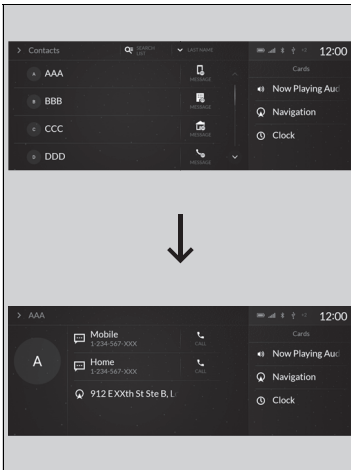 Contacts
SEARCH LIST
LAST NAME
12:00
Cards
A AAA
MESSAGE
Now Playing Aud
B BBB
MESSAGE
Navigation
C CCC
MESSAGE
Clock
D DDD
MESSAGE
AAA
12:00
Cards
A
Mobile
1-234-567-XXX
CALL
Now Playing Aud
Home
1-234-567-XXX
CALL
Navigation
912 EXXth St Ste B, L
Clock